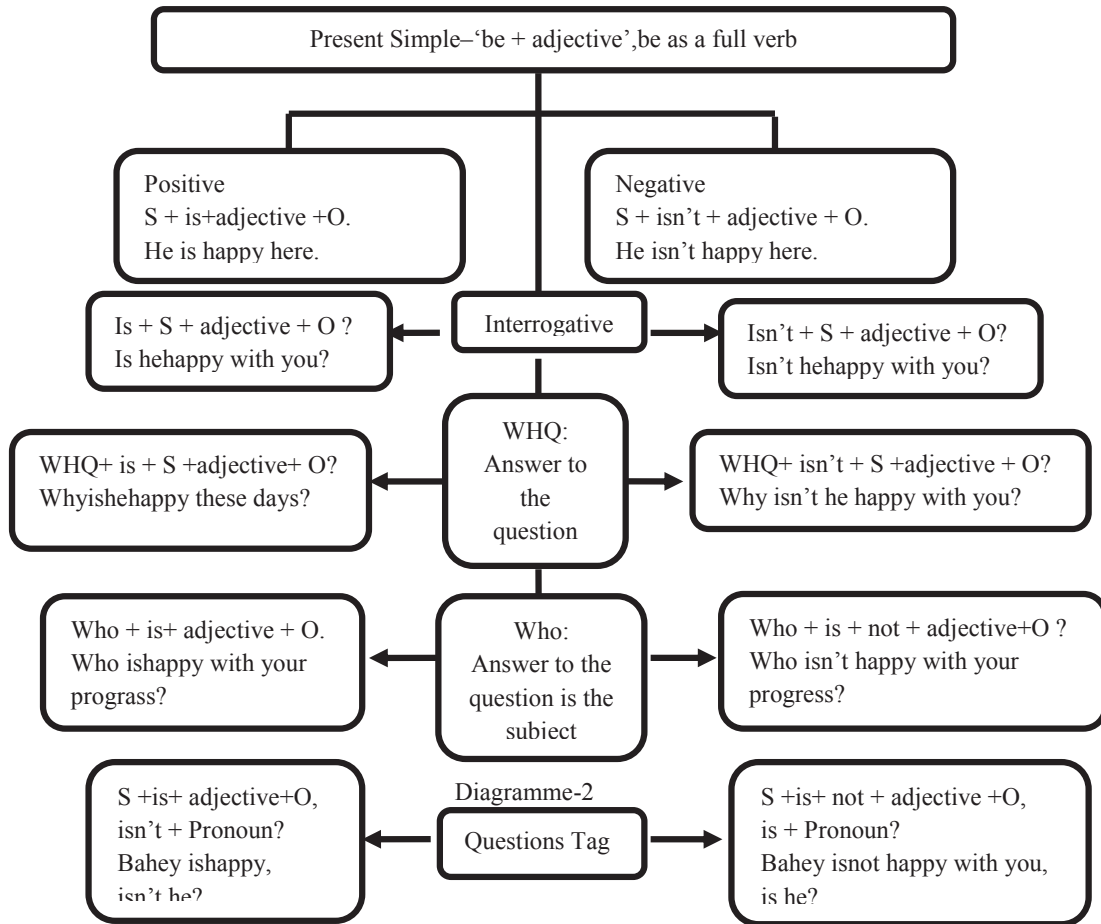 Present Simple–‘be + adjective’,be as a full verb
Positive
S + is+adjective +O.
He is happy here.
Negative
S + isn’t + adjective + O.
He isn’t happy here.
Is + S + adjective + O ?
Is hehappy with you?
Interrogative
Isn’t + S + adjective + O?
Isn’t hehappy with you?
WHQ+ is + S +adjective+ O?
Whyishehappy these days?
WHQ:
Answer to
the
question
WHQ+ isn’t + S +adjective + O?
Why isn’t he happy with you?
Who + is+ adjective + O.
Who ishappy with your
prograss?
Who:
Answer to the
question is the
subject
Who + is + not + adjective+O ?
Who isn’t happy with your
progress?
S +is+ adjective+O,
isn’t + Pronoun?
Bahey ishappy,
isn’t he?
Diagramme-2
Questions Tag
S +is+ not + adjective +O,
is + Pronoun?
Bahey isnot happy with you,
is he?